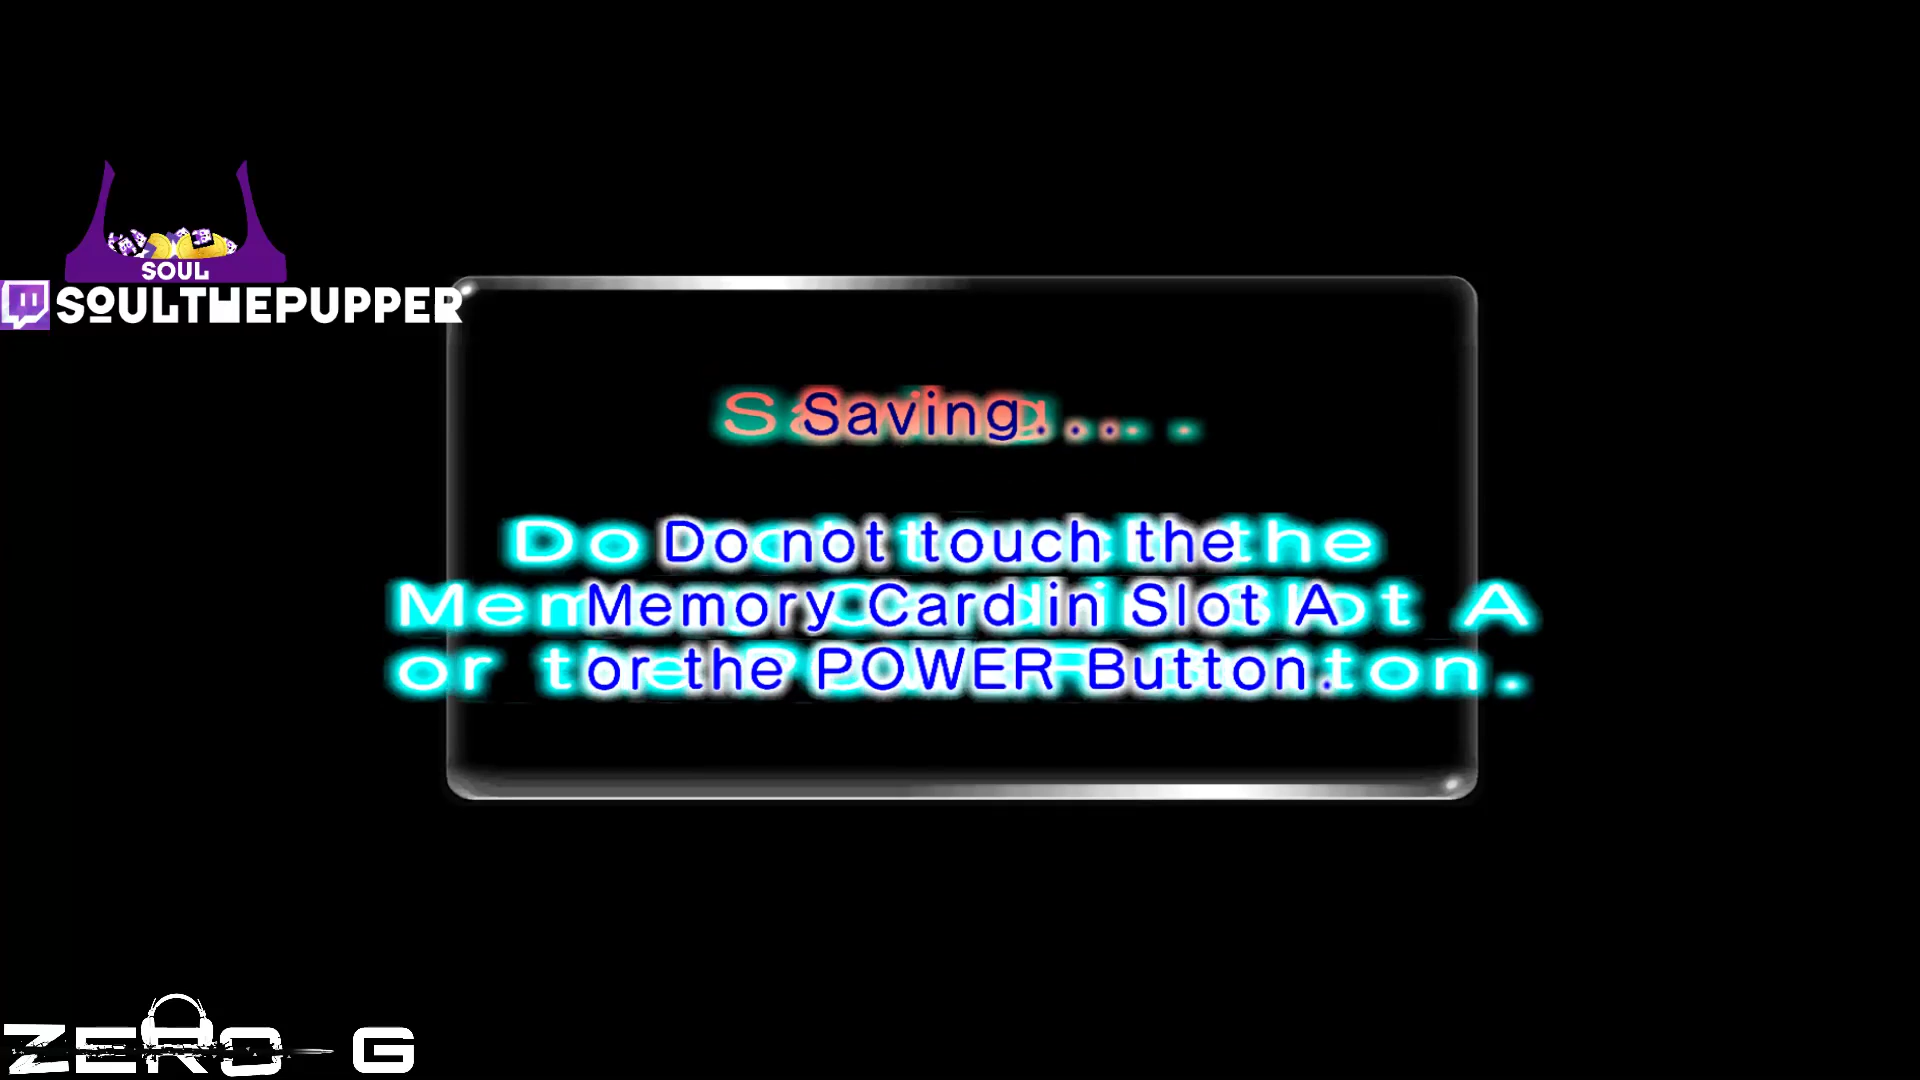 SOUL
SOULTHEPUPPER
Saving....
Do not touch the
Memory Card in Slot A
or the POWER Button.
ZERO-G